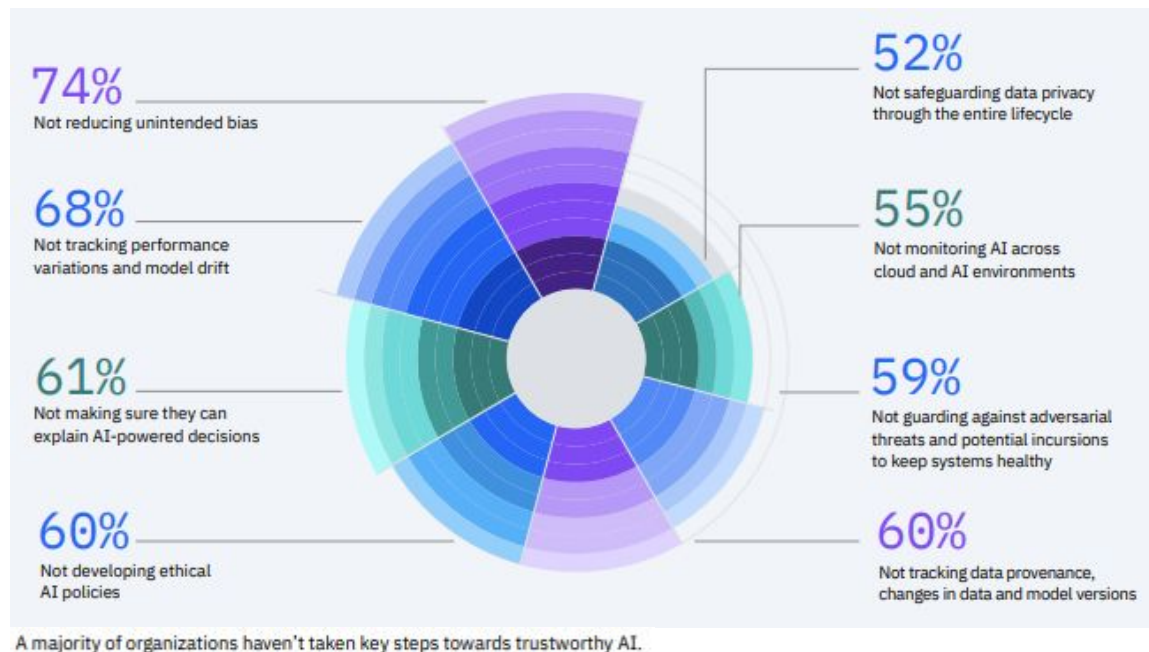 74%
Not reducing unintended bias
68%
Not tracking performance
variations and model drift
61%
Not making sure they can
explain AI-powered decisions
60%
Not developing ethical
AI policies
52%
Not safeguarding data privacy
through the entire lifecycle
55%
Not monitoring AI across
cloud and AI environments
59%
Not guarding against adversarial
threats and potential incursions
to keep systems healthy
60%
Not tracking data provenance,
changes in data and model versions
A majority of organizations haven't taken key steps towards trustworthy AI.